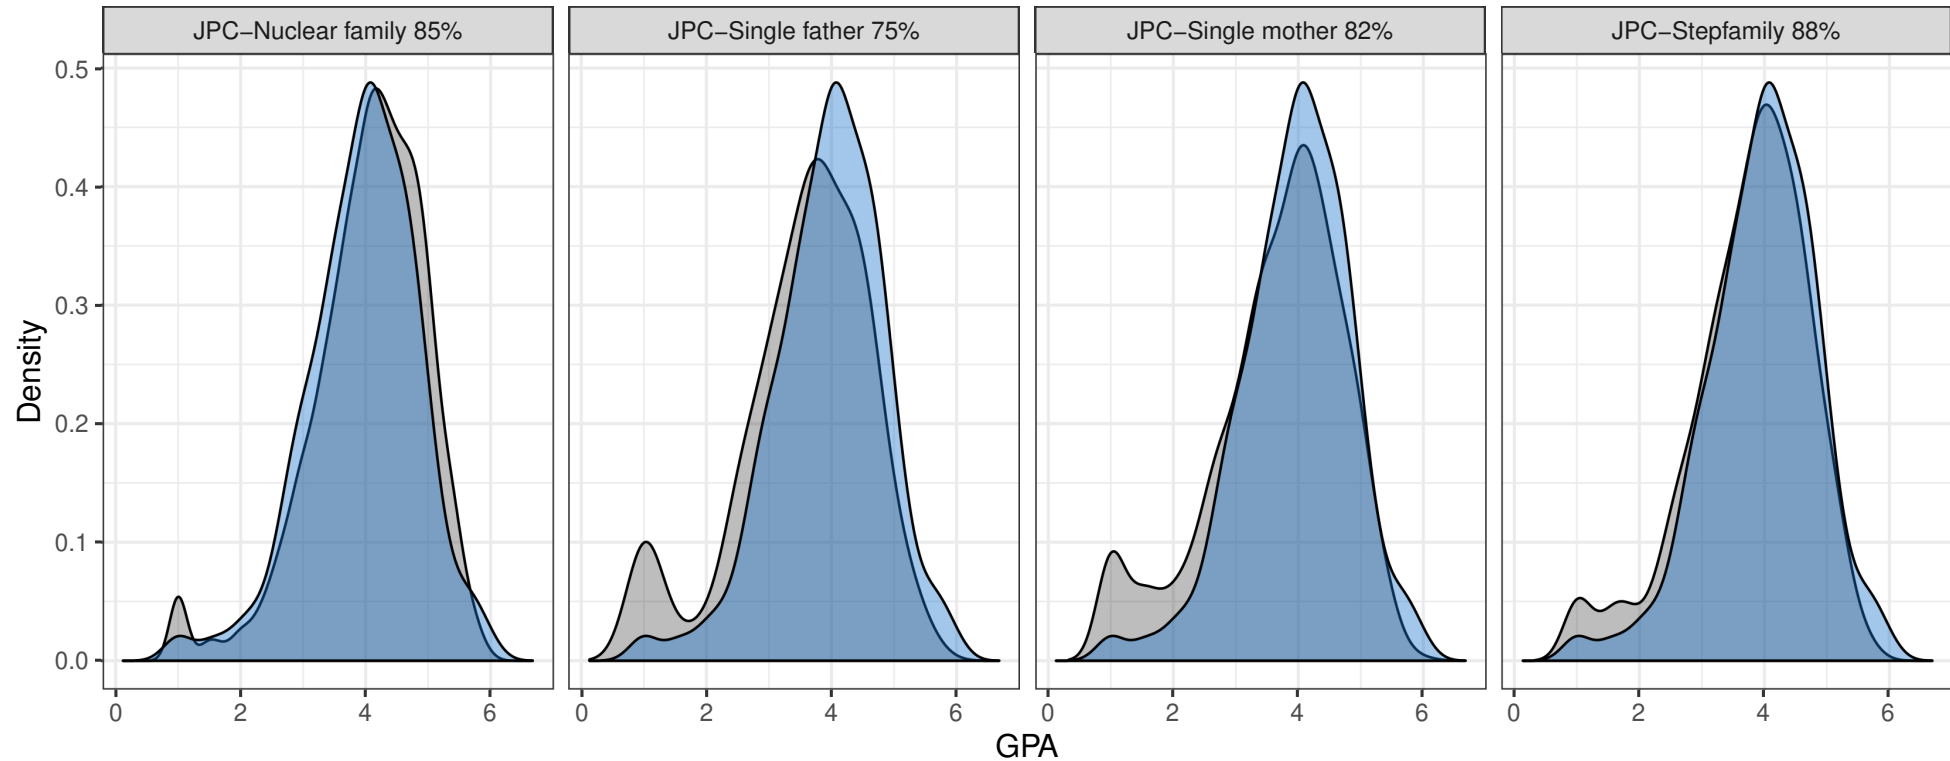 JPC−Nuclear family 85%
JPC−Single father 75%
JPC−Single mother 82%
JPC−Stepfamily 88%
0.5
0.4
0.3
0.2
0.1
0.0
Density
0 2 4 6
0 2 4 6
0 2 4 6
0 2 4 6
GPA